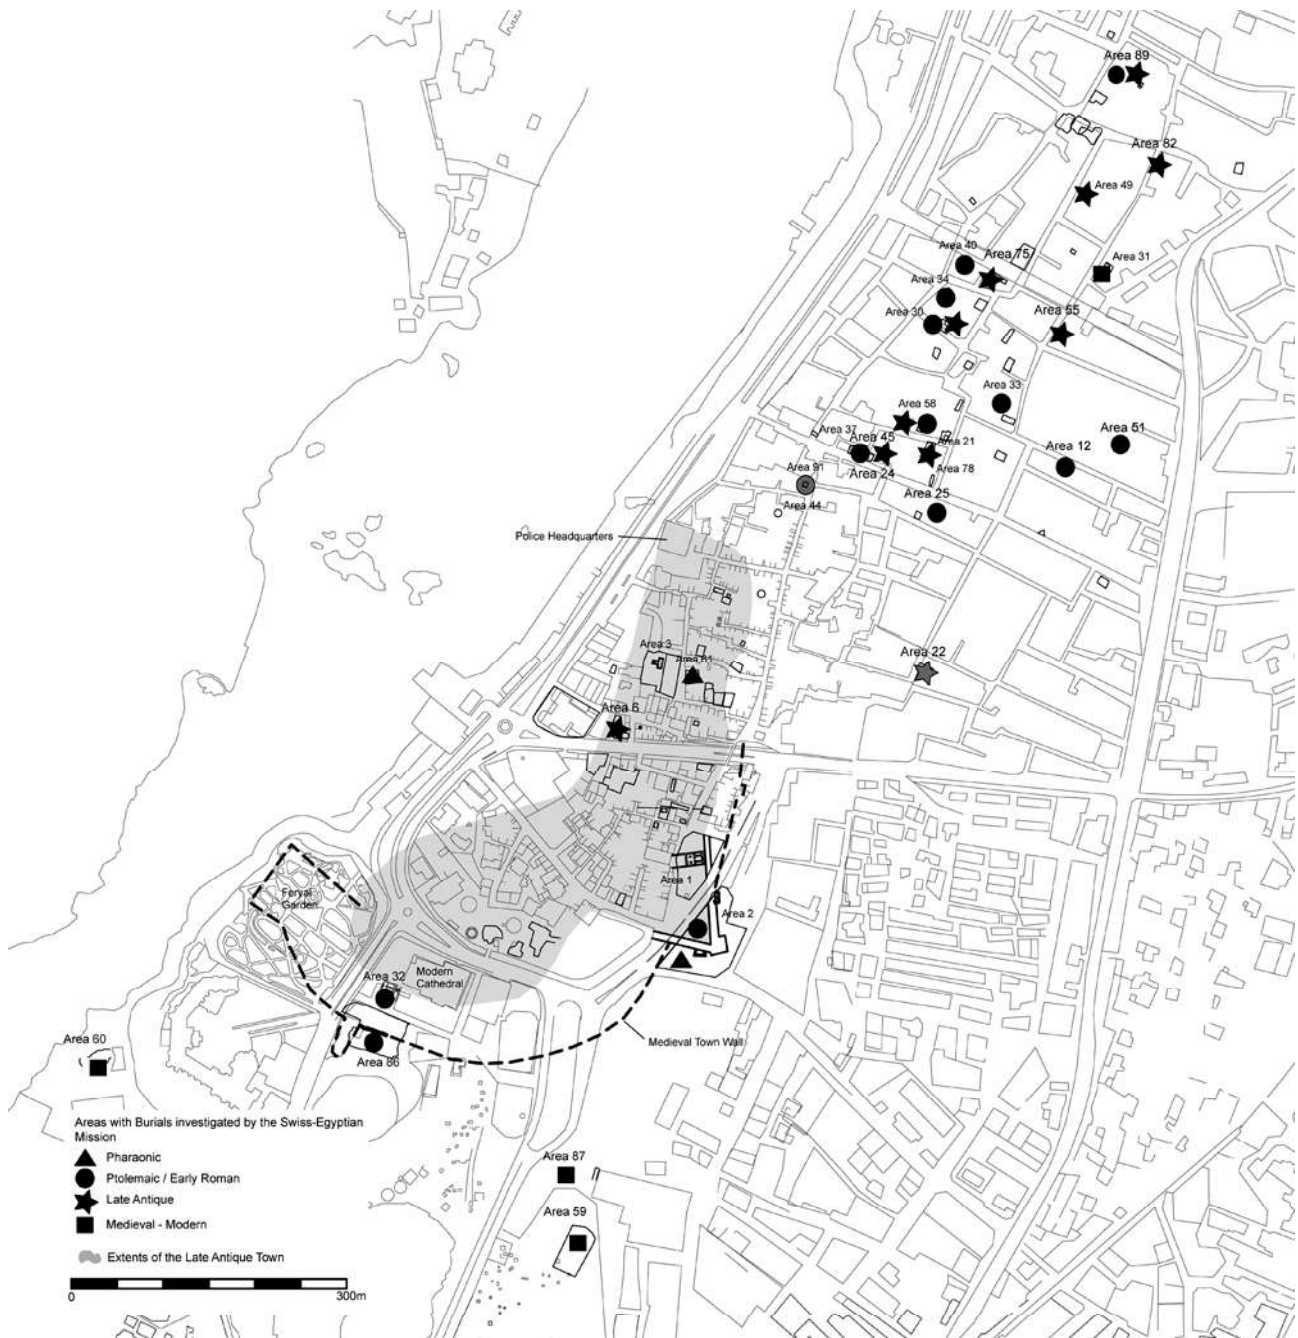 Area 89
Area 82
Area 49
Area 40
Area 75
Area 31
Area 34
Area 30
Area 55
Area 33
Area 58
Area 37
Area 45
Area 21
Area 51
Area 12
Area 91
Area 24
Area 78
Area 25
Area 44
Police Headquarters
Area 3
Area 22
Area 6
Area 1
Feryal
Garden
Area 2
Area 32
Modern
Cathedral
Area 60
Area 86
Medieval Town Wall
Areas with Burials investigated by the Swiss-Egyptian
Mission
Pharaonic
Ptolemaic / Early Roman
Late Antique
Medieval - Modern
Extents of the Late Antique Town
0
300m
Area 87
Area 59